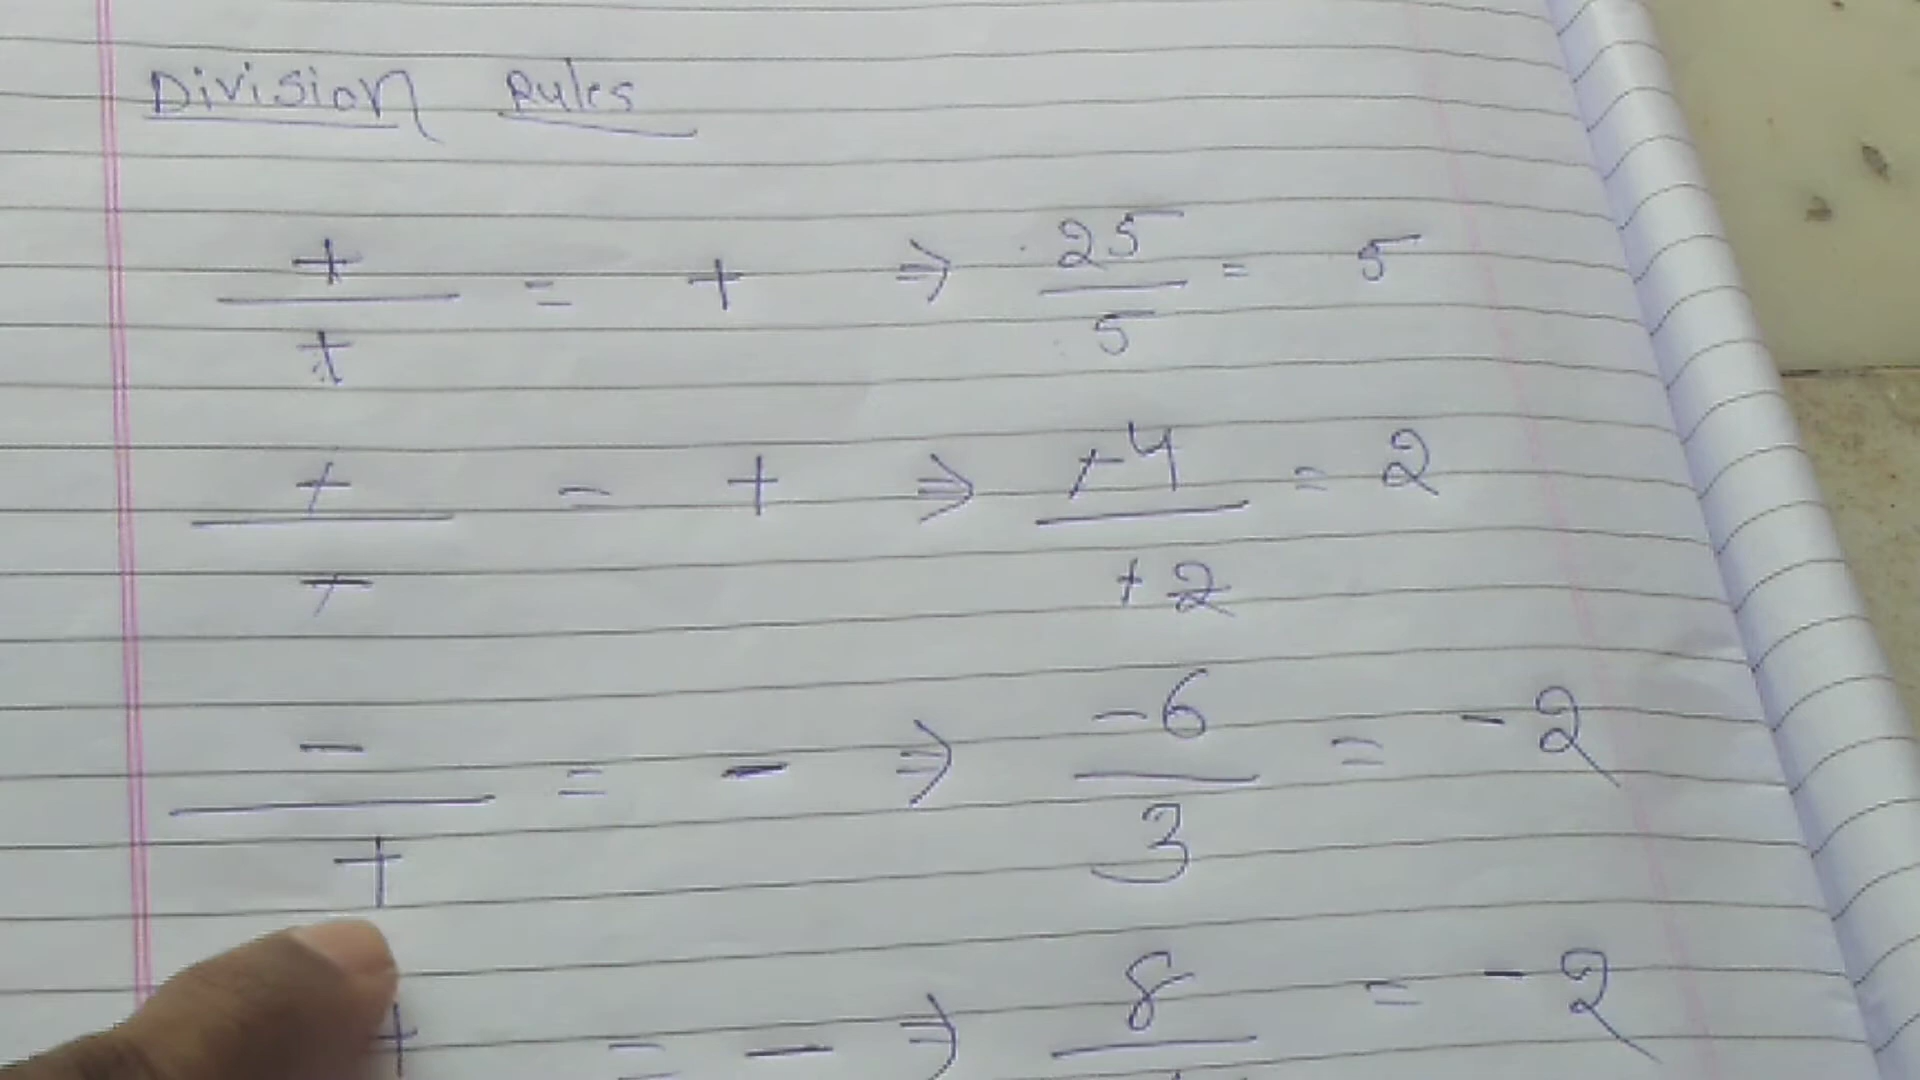 Division Rules
+/+ = + ⇒ 25/5 = 5
+/+ = + ⇒ +4/+2 = 2
-/+ = - ⇒ -6/3 = -2
+ = - ⇒ 8 = -2